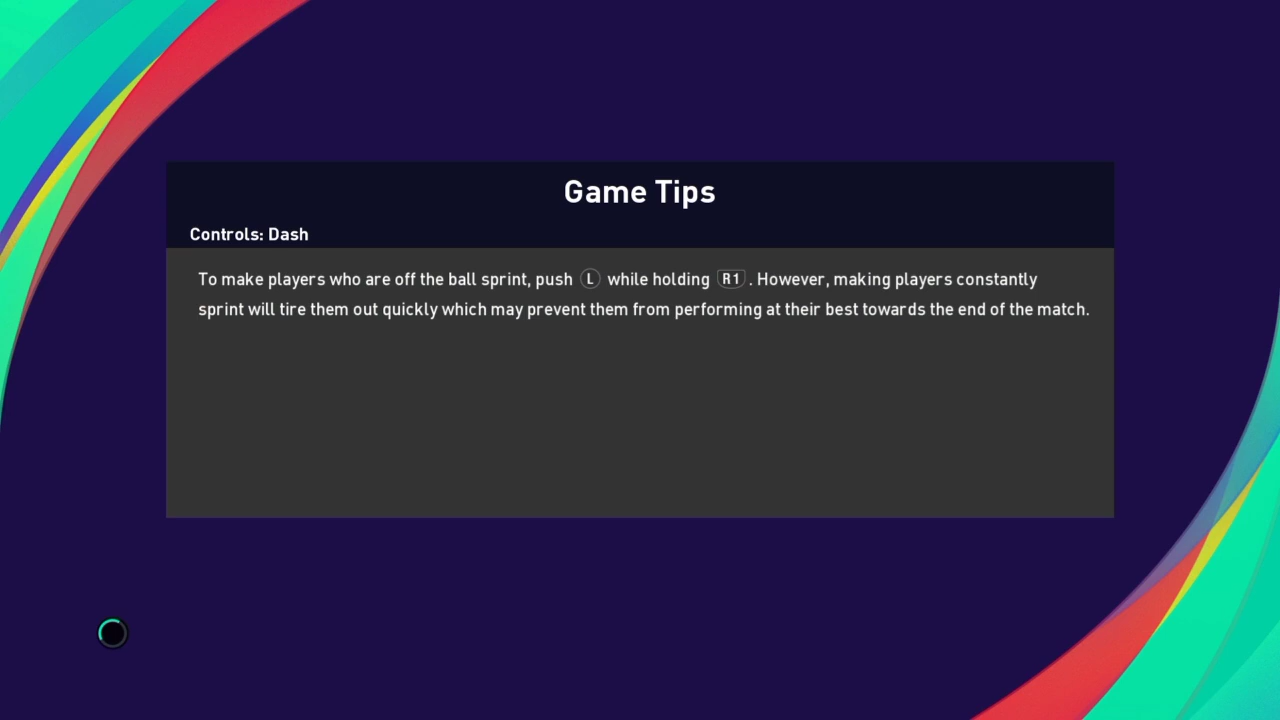 Game Tips
Controls: Dash
To make players who are off the ball sprint, push L while holding R1. However, making players constantly
sprint will tire them out quickly which may prevent them from performing at their best towards the end of the match.